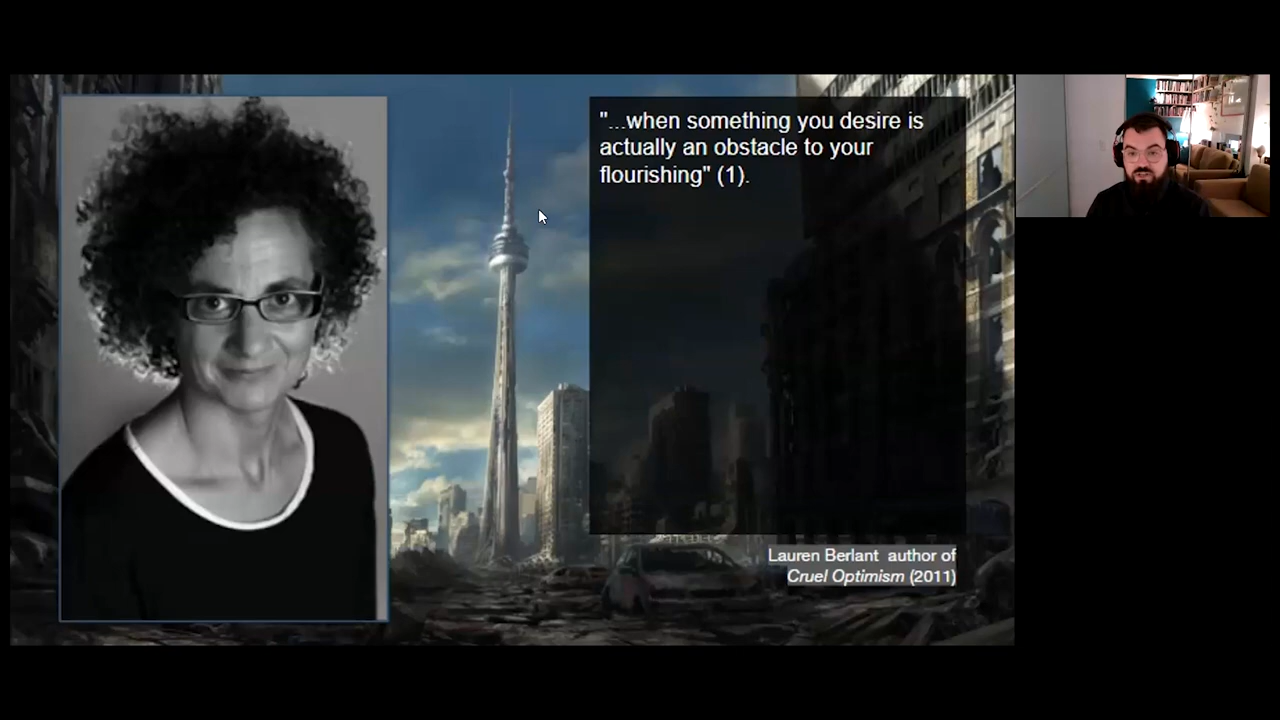 "...when something you desire is
actually an obstacle to your
flourishing" (1).
Lauren Berlant author of
Cruel Optimism (2011)